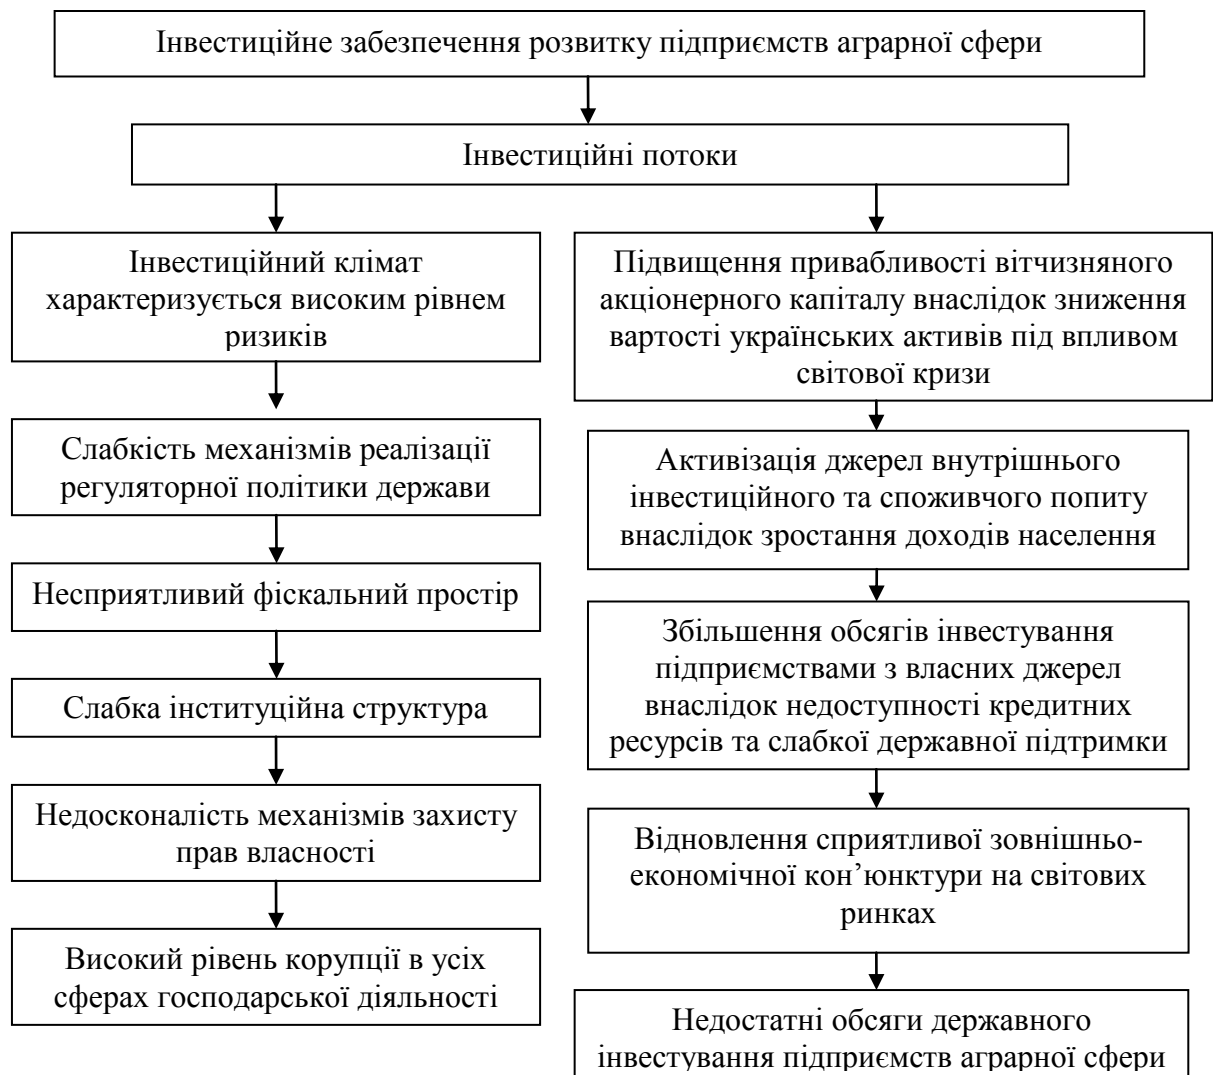 Інвестиційне забезпечення розвитку підприємств аграрної сфери
Інвестиційні потоки
Інвестиційний клімат
характеризується високим рівнем
ризиків
Слабкість механізмів реалізації
регуляторної політики держави
Несприятливий фіскальний простір
Слабка інституційна структура
Недосконалість механізмів захисту
прав власності
Високий рівень корупції в усіх
сферах господарської діяльності
Підвищення привабливості вітчизняного
акціонерного капіталу внаслідок зниження
вартості українських активів під впливом
світової кризи
Активізація джерел внутрішнього
інвестиційного та споживчого попиту
внаслідок зростання доходів населення
Збільшення обсягів інвестування
підприємствами з власних джерел
внаслідок недоступності кредитних
ресурсів та слабкої державної підтримки
Відновлення сприятливої зовнішньо-
економічної кон’юнктури на світових
ринках
Недостатні обсяги державного
інвестування підприємств аграрної сфери